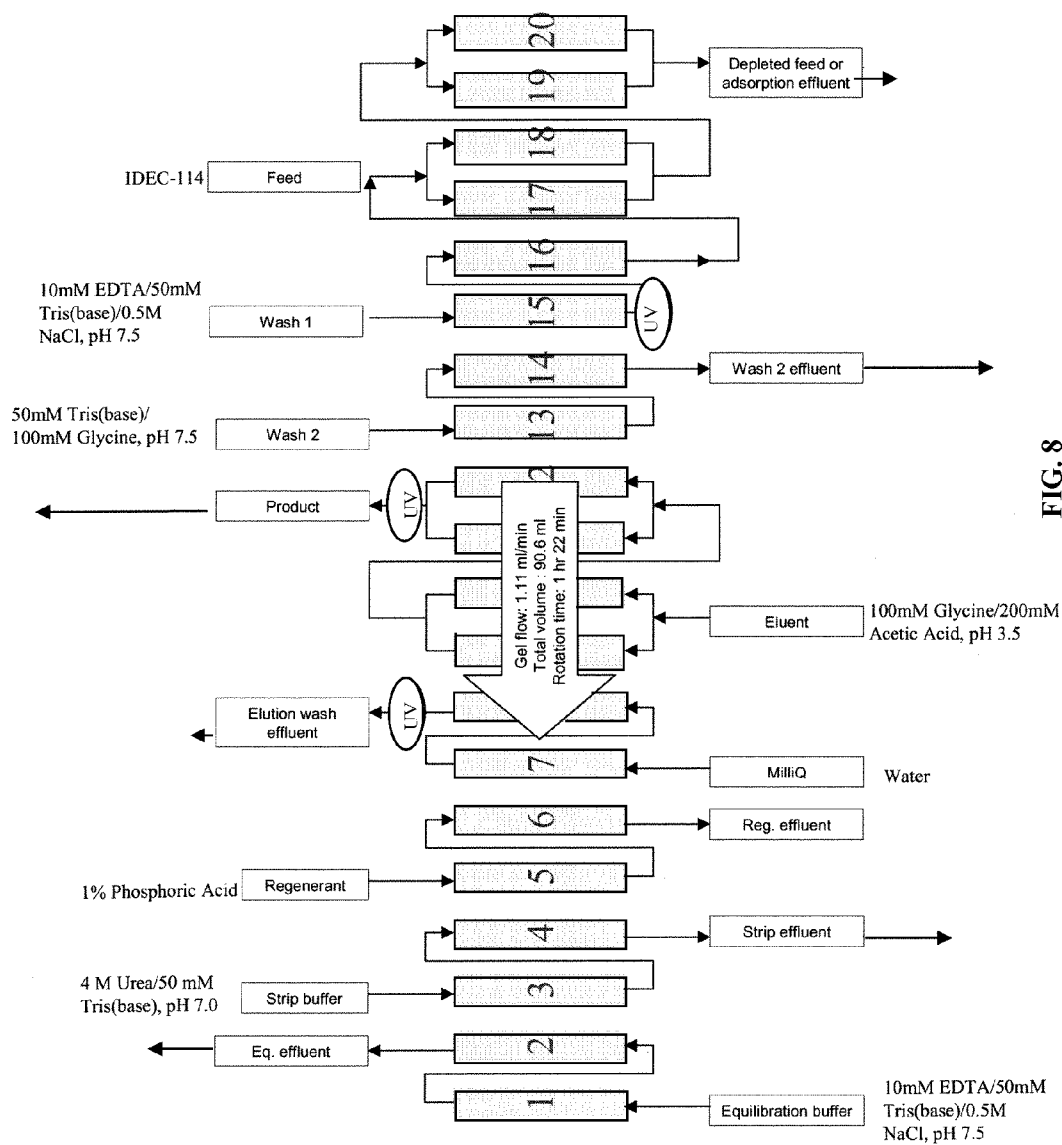 20
19
Depleted feed or
adsorption effluent
18
17
IDEC-114
Feed
16
10mM EDTA/50mM
Tris(base)/0.5M
NaCl, pH 7.5
Wash 1
15
UV
14
Wash 2 effluent
50mM Tris(base)/
100mM Glycine, pH 7.5
Wash 2
13
2
Product
UV
Gel flow: 1.11 ml/min
Total volume : 90.6 ml
Rotation time: 1 hr 22 min
Eluent
100mM Glycine/200mM
Acetic Acid, pH 3.5
Elution wash
effluent
UV
7
MilliQ
Water
6
Reg. effluent
1% Phosphoric Acid
Regenerant
5
4
Strip effluent
4 M Urea/50 mM
Tris(base), pH 7.0
Strip buffer
3
Eq. effluent
2
1
Equilibration buffer
10mM EDTA/50mM
Tris(base)/0.5M
NaCl, pH 7.5
FIG. 8